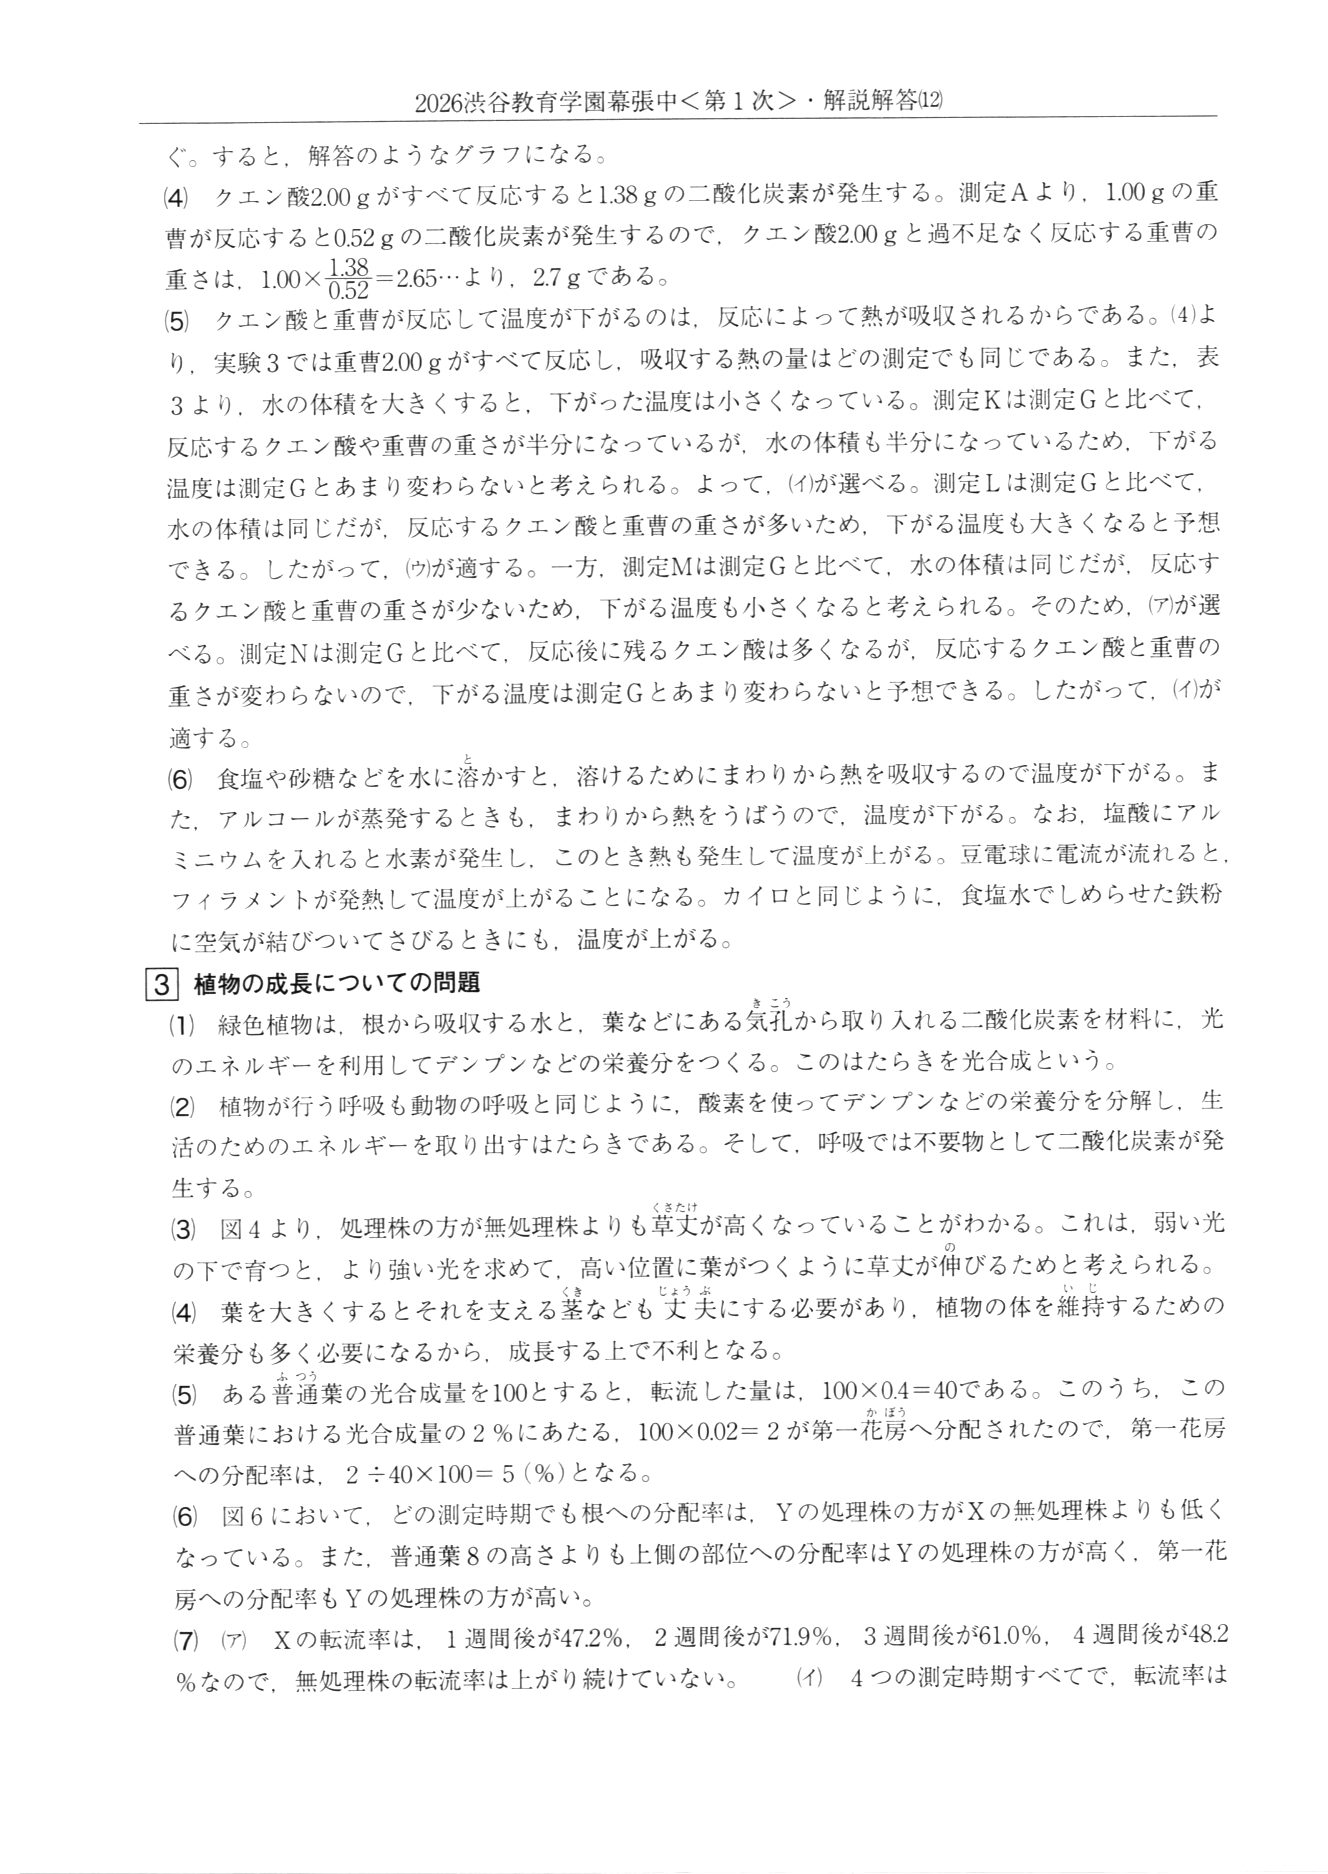 2026渋谷教育学園幕張中＜第１次＞・解説解答⑿
ぐ。すると，解答のようなグラフになる。
⑷　クエン酸2.00ｇがすべて反応すると1.38ｇの二酸化炭素が発生する。測定Ａより，1.00ｇの重
曹が反応すると0.52ｇの二酸化炭素が発生するので，クエン酸2.00ｇと過不足なく反応する重曹の
重さは，1.00×1.38/0.52＝2.65…より，2.7ｇである。
⑸　クエン酸と重曹が反応して温度が下がるのは，反応によって熱が吸収されるからである。⑷よ
り，実験３では重曹2.00ｇがすべて反応し，吸収する熱の量はどの測定でも同じである。また，表
３より，水の体積を大きくすると，下がった温度は小さくなっている。測定Ｋは測定Ｇと比べて，
反応するクエン酸や重曹の重さが半分になっているが，水の体積も半分になっているため，下がる
温度は測定Ｇとあまり変わらないと考えられる。よって，(イ)が選べる。測定Ｌは測定Ｇと比べて，
水の体積は同じだが，反応するクエン酸と重曹の重さが多いため，下がる温度も大きくなると予想
できる。したがって，(ウ)が適する。一方，測定Ｍは測定Ｇと比べて，水の体積は同じだが，反応す
るクエン酸と重曹の重さが少ないため，下がる温度も小さくなると考えられる。そのため，(ア)が選
べる。測定Ｎは測定Ｇと比べて，反応後に残るクエン酸は多くなるが，反応するクエン酸と重曹の
重さが変わらないので，下がる温度は測定Ｇとあまり変わらないと予想できる。したがって，(イ)が
適する。
と
⑹　食塩や砂糖などを水に溶かすと，溶けるためにまわりから熱を吸収するので温度が下がる。ま
た，アルコールが蒸発するときも，まわりから熱をうばうので，温度が下がる。なお，塩酸にアル
ミニウムを入れると水素が発生し，このとき熱も発生して温度が上がる。豆電球に電流が流れると，
フィラメントが発熱して温度が上がることになる。カイロと同じように，食塩水でしめらせた鉄粉
に空気が結びついてさびるときにも，温度が上がる。
3　植物の成長についての問題
き こう
⑴　緑色植物は，根から吸収する水と，葉などにある気孔から取り入れる二酸化炭素を材料に，光
のエネルギーを利用してデンプンなどの栄養分をつくる。このはたらきを光合成という。
⑵　植物が行う呼吸も動物の呼吸と同じように，酸素を使ってデンプンなどの栄養分を分解し，生
活のためのエネルギーを取り出すはたらきである。そして，呼吸では不要物として二酸化炭素が発
生する。
くさたけ
⑶　図４より，処理株の方が無処理株よりも草丈が高くなっていることがわかる。これは，弱い光
の
の下で育つと，より強い光を求めて，高い位置に葉がつくように草丈が伸びるためと考えられる。
くき じょう ぶ い じ
⑷　葉を大きくするとそれを支える茎なども丈夫にする必要があり，植物の体を維持するための
栄養分も多く必要になるから，成長する上で不利となる。
ふ つう
⑸　ある普通葉の光合成量を100とすると，転流した量は，100×0.4＝40である。このうち，この
か ぼう
普通葉における光合成量の２％にあたる，100×0.02＝２が第一花房へ分配されたので，第一花房
への分配率は，２÷40×100＝５(％)となる。
⑹　図６において，どの測定時期でも根への分配率は，Ｙの処理株の方がＸの無処理株よりも低く
なっている。また，普通葉８の高さよりも上側の部位への分配率はＹの処理株の方が高く，第一花
房への分配率もＹの処理株の方が高い。
⑺　(ア)　Ｘの転流率は，１週間後が47.2％，２週間後が71.9％，３週間後が61.0％，４週間後が48.2
％なので，無処理株の転流率は上がり続けていない。　　(イ)　４つの測定時期すべてで，転流率は